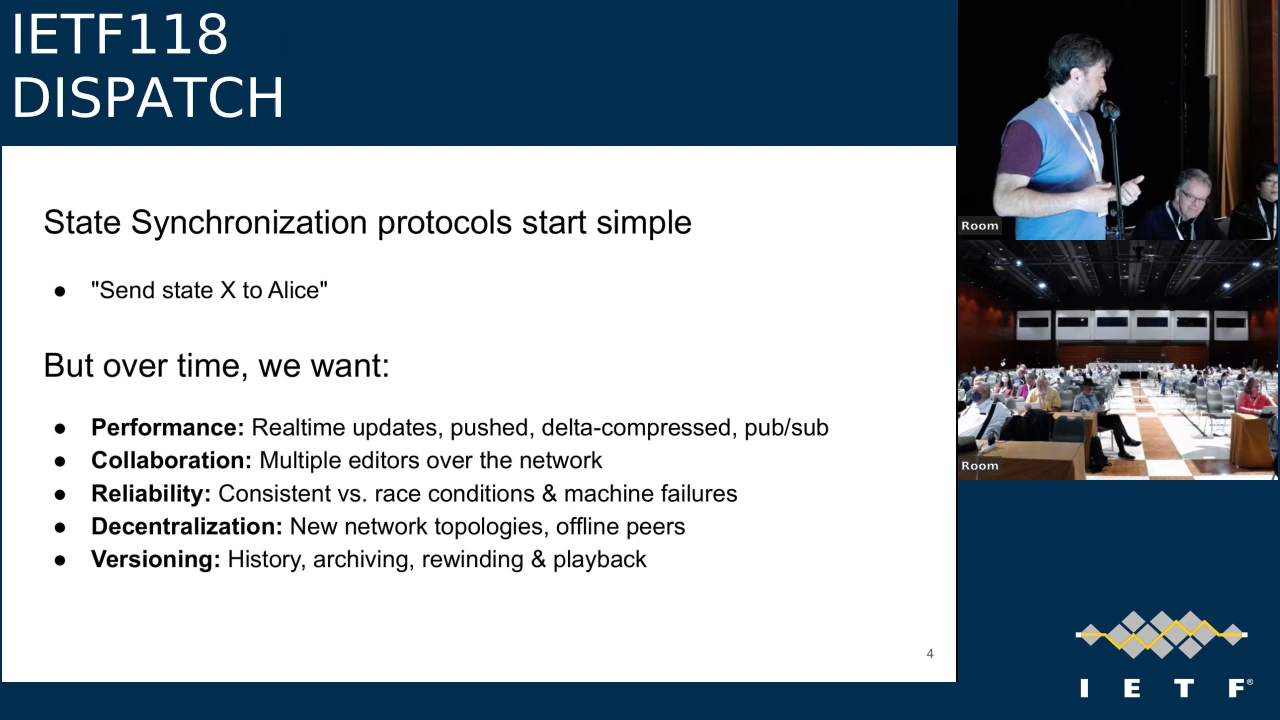 IETF118
DISPATCH
State Synchronization protocols start simple
● "Send state X to Alice"
But over time, we want:
● Performance: Realtime updates, pushed, delta-compressed, pub/sub
● Collaboration: Multiple editors over the network
● Reliability: Consistent vs. race conditions & machine failures
● Decentralization: New network topologies, offline peers
● Versioning: History, archiving, rewinding & playback
4
Room
Room
I E T F®